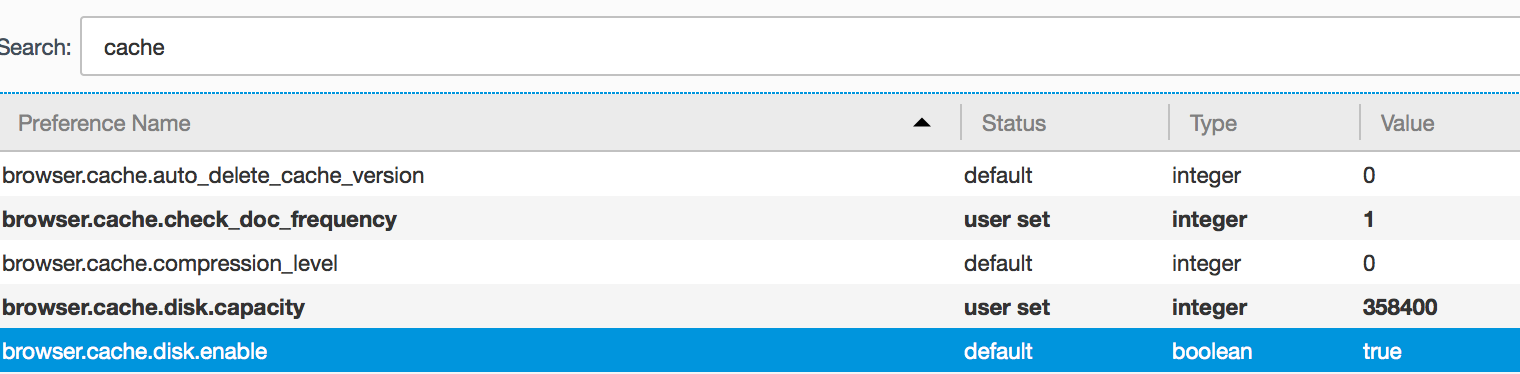 Search: cache
Preference Name Status Type Value
browser.cache.auto_delete_cache_version default integer 0
browser.cache.check_doc_frequency user set integer 1
browser.cache.compression_level default integer 0
browser.cache.disk.capacity user set integer 358400
browser.cache.disk.enable default boolean true